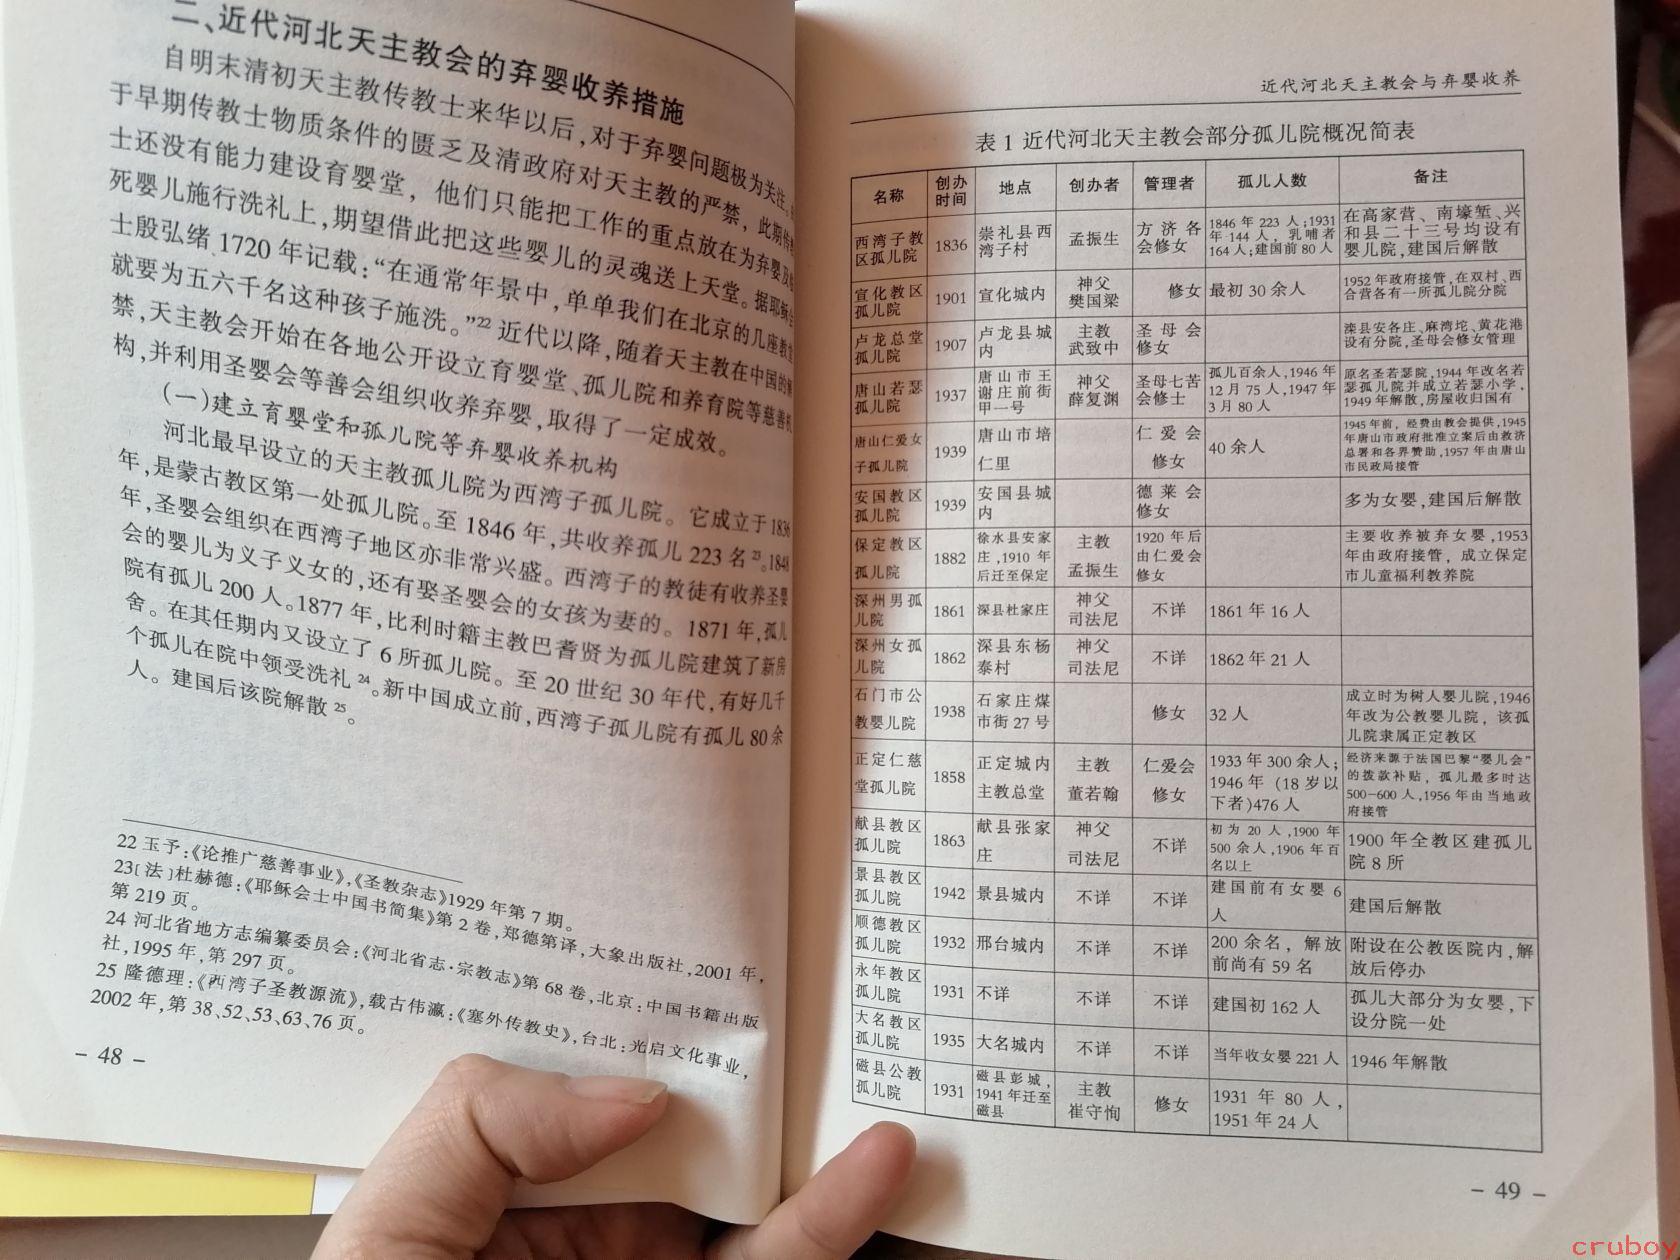 二、近代河北天主教会的弃婴收养措施
自明末清初天主教传教士来华以后,对于弃婴问题极为关注。
于早期传教士物质条件的匮乏及清政府对天主教的严禁,此期传教
士还没有能力建设育婴堂,他们只能把工作的重点放在为弃婴及临
死婴儿施行洗礼上,期望借此把这些婴儿的灵魂送上天堂。据耶稣会
士殷弘绪1720年记载:“在通常年景中,单单我们在北京的几座教堂
就要为五六千名这种孩子施洗。”22近代以降,随着天主教在中国的
禁,天主教会开始在各地公开设立育婴堂、孤儿院和养育院等慈善机
构,并利用圣婴会等善会组织收养弃婴,取得了一定成效。
(一)建立育婴堂和孤儿院等弃婴收养机构
河北最早设立的天主教孤儿院为西湾子孤儿院。它成立于1836
年,是蒙古教区第一处孤儿院。至1846年,共收养孤儿223名23。1848
年,圣婴会组织在西湾子地区亦非常兴盛。西湾子的教徒有收养圣婴
会的婴儿为义子义女的,还有娶圣婴会的女孩为妻的。1871年,孤儿
院有孤儿200人。1877年,比利时籍主教巴耆贤为孤儿院建筑了新房
舍。在其任期内又设立了6所孤儿院。至20世纪30年代,有好几千
个孤儿在院中领受洗礼24。新中国成立前,西湾子孤儿院有孤儿80余
人。建国后该院解散25。
22 玉予:《论推广慈善事业》,《圣教杂志》1929年第7期。
23[法]杜赫德:《耶稣会士中国书简集》第2卷,郑德第译,大象出版社,2001年,
第219页。
24 河北省地方志编纂委员会:《河北省志·宗教志》第68卷,北京:中国书籍出版
社,1995年,第297页。
25 隆德理:《西湾子圣教源流》,载古伟瀛:《塞外传教史》,台北:光启文化事业,
2002年,第38、52、53、63、76页。
- 48 -
近代河北天主教会与弃婴收养
表1 近代河北天主教会部分孤儿院概况简表
名称 创办时间 地点 创办者 管理者 孤儿人数 备注
西湾子教区孤儿院 1836 崇礼县西湾子村 孟振生 方济各会修女 1846年223人;1931年144人,乳哺者164人;建国前80人 在高家营、南壕堑、兴和县二十三号均设有婴儿院,建国后解散
宣化教区孤儿院 1901 宣化城内 神父樊国梁 修女 最初30余人 1952年政府接管,在双村、西合营各有一所孤儿院分院
卢龙总堂孤儿院 1907 卢龙县城内 主教武致中 圣母会修女 滦县安各庄、麻湾坨、黄花港设有分院,圣母会修女管理
唐山若瑟孤儿院 1937 唐山市王谢庄前街甲一号 神父薛复渊 圣母七苦会修士 孤儿百余人,1946年12月75人,1947年3月80人 原名圣若瑟院,1944年改名若瑟孤儿院并成立若瑟小学,1949年解散,房屋收归国有
唐山仁爱女子孤儿院 1939 唐山市培仁里 仁爱会修女 40余人 1945年前,经费由教会提供,1945年唐山市政府批准立案后由救济总署和各界赞助,1957年由唐山市民政局接管
安国教区孤儿院 1939 安国县城内 德莱会修女 多为女婴,建国后解散
保定教区孤儿院 1882 徐水县安家庄,1910年后迁至保定 主教孟振生 1920年后由仁爱会修女 主要收养被弃女婴,1953年由政府接管,成立保定市儿童福利教养院
深州男孤儿院 1861 深县杜家庄 神父司法尼 不详 1861年16人
深州女孤儿院 1862 深县东杨泰村 神父司法尼 不详 1862年21人
石门市公教婴儿院 1938 石家庄煤市街27号 修女 32人 成立时为树人婴儿院,1946年改为公教婴儿院,该孤儿院隶属正定教区
正定仁慈堂孤儿院 1858 正定城内主教总堂 主教董若翰 仁爱会修女 1933年300余人;1946年(18岁以下者)476人 经济来源于法国巴黎“婴儿会”的拨款补贴,孤儿最多时达500-600人,1956年由当地政府接管
献县教区孤儿院 1863 献县张家庄 神父司法尼 不详 初为20人,1900年500余人,1906年百名以上 1900年全教区建孤儿院8所
景县教区孤儿院 1942 景县城内 不详 不详 建国前有女婴6人 建国后解散
顺德教区孤儿院 1932 邢台城内 不详 不详 200余名,解放前尚有59名 附设在公教医院内,解放后停办
永年教区孤儿院 1931 不详 不详 不详 建国初162人 孤儿大部分为女婴,下设分院一处
大名教区孤儿院 1935 大名城内 不详 不详 当年收女婴221人 1946年解散
磁县公教孤儿院 1931 磁县彭城,1941年迁至磁县 主教崔守恂 修女 1931年80人,1951年24人
- 49 -
cruboy